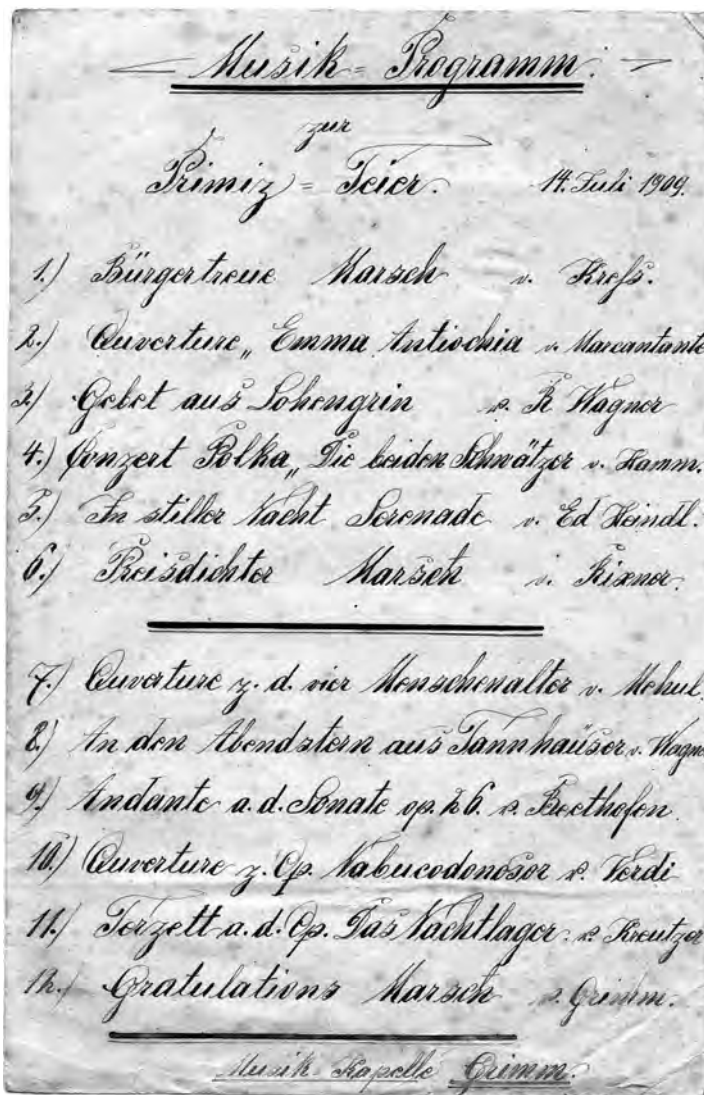 Musik=Programm.
zur
Primiz=Feier. 14. Juli 1909.
1.) Bürgertreue Marsch v. Kreſs.
2.) Ouverture „ Emma Antiochia v. Marcantante
3.) Gebet aus Lohengrin v. R Wagner
4.) Conzert Polka „ Die beiden Schwätzer v. Hamm.
5.) In stiller Nacht Serenade v. Ed Heindl.
6.) Preisdichter Marsch v. Rixner.
7.) Ouverture z. d. vier Menschenalter v. Mehul.
8.) An den Abendstern aus Tannhaüser v. Wagne
9.) Andante a. d. Sonate op. 26. v. Beethofen.
10.) Ouverture z. Op. Nabucodonosor v. Verdi
11.) Terzett a. d. Op. Das Nachtlager. v. Kreutzer
12.) Gratulations Marsch v. Grimm.
Musik-Kapelle Grimm.